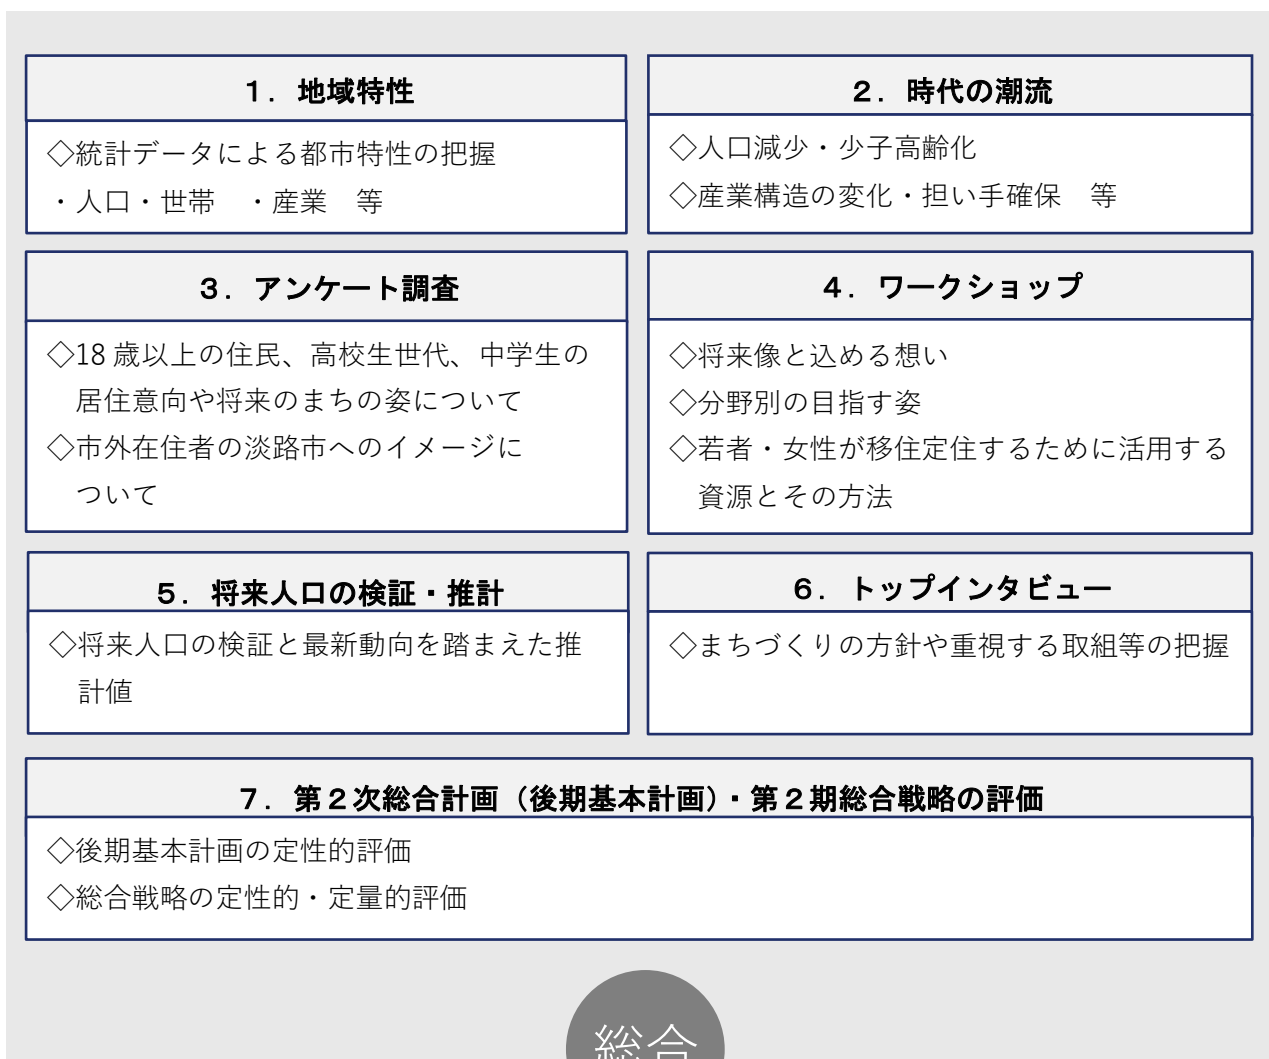 １．地域特性
◇統計データによる都市特性の把握
・人口・世帯　・産業　等
２．時代の潮流
◇人口減少・少子高齢化
◇産業構造の変化・担い手確保　等
３．アンケート調査
◇18 歳以上の住民、高校生世代、中学生の
居住意向や将来のまちの姿について
◇市外在住者の淡路市へのイメージに
ついて
４．ワークショップ
◇将来像と込める想い
◇分野別の目指す姿
◇若者・女性が移住定住するために活用する
資源とその方法
５．将来人口の検証・推計
◇将来人口の検証と最新動向を踏まえた推
計値
６．トップインタビュー
◇まちづくりの方針や重視する取組等の把握
７．第２次総合計画（後期基本計画）・第２期総合戦略の評価
◇後期基本計画の定性的評価
◇総合戦略の定性的・定量的評価
総合